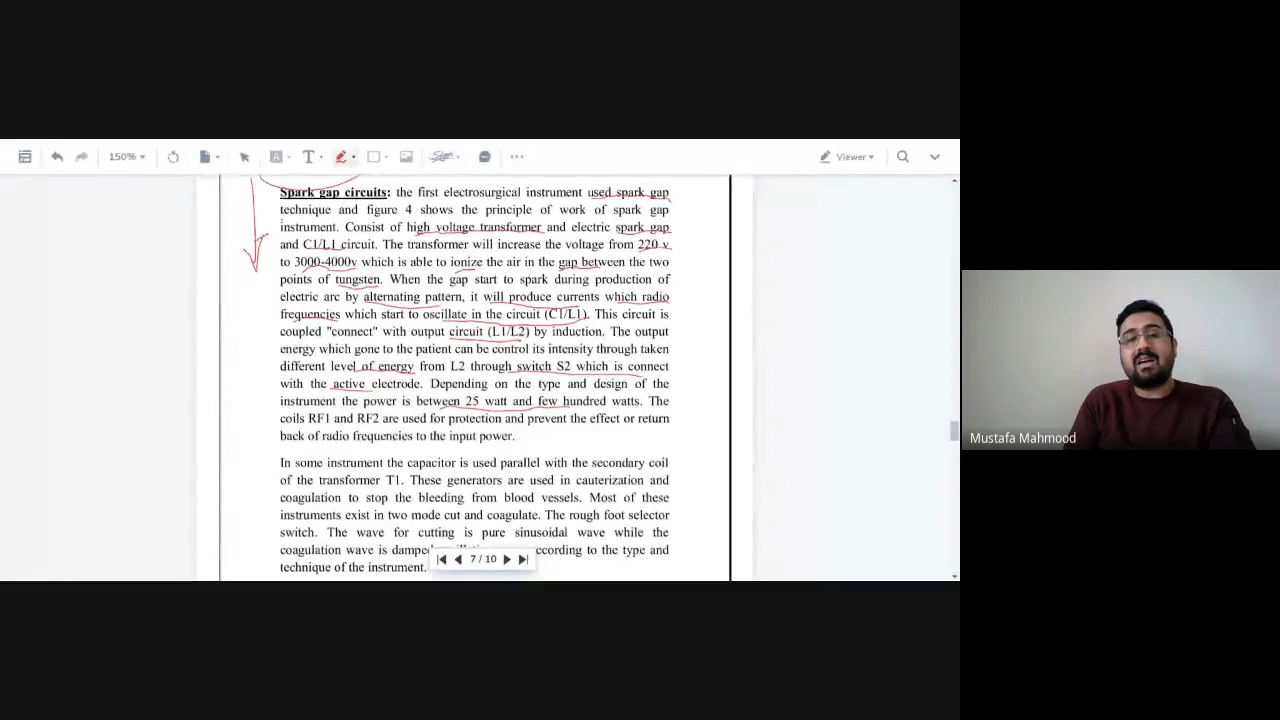 150%
Sign
Viewer
Spark gap circuits: the first electrosurgical instrument used spark gap
technique and figure 4 shows the principle of work of spark gap
instrument. Consist of high voltage transformer and electric spark gap
and C1/L1 circuit. The transformer will increase the voltage from 220 v
to 3000-4000v which is able to ionize the air in the gap between the two
points of tungsten. When the gap start to spark during production of
electric arc by alternating pattern, it will produce currents which radio
frequencies which start to oscillate in the circuit (C1/L1). This circuit is
coupled "connect" with output circuit (L1/L2) by induction. The output
energy which gone to the patient can be control its intensity through taken
different level of energy from L2 through switch S2 which is connect
with the active electrode. Depending on the type and design of the
instrument the power is between 25 watt and few hundred watts. The
coils RF1 and RF2 are used for protection and prevent the effect or return
back of radio frequencies to the input power.
In some instrument the capacitor is used parallel with the secondary coil
of the transformer T1. These generators are used in cauterization and
coagulation to stop the bleeding from blood vessels. Most of these
instruments exist in two mode cut and coagulate. The rough foot selector
switch. The wave for cutting is pure sinusoidal wave while the
coagulation wave is damped according to the type and
technique of the instrument.
7 / 10
Mustafa Mahmood